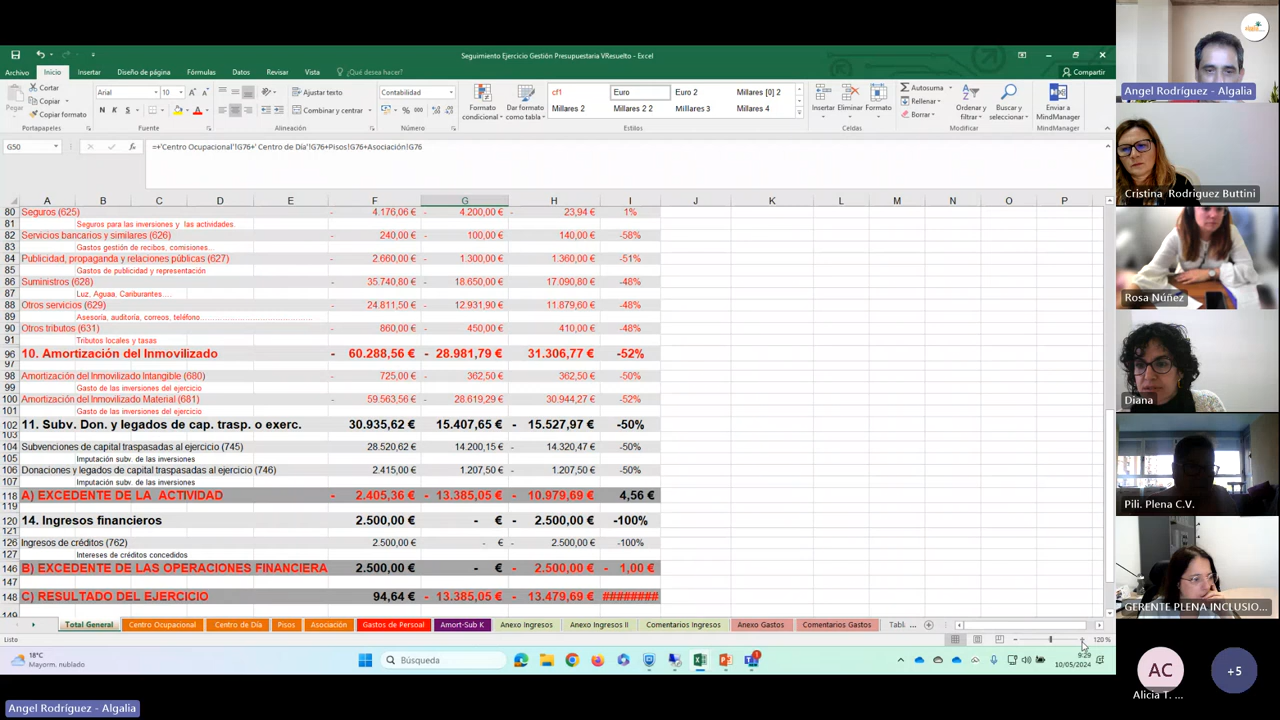 Seguimiento Ejercicio Gestión Presupuestaria VResuelto - Excel
Archivo Inicio Insertar Diseño de página Fórmulas Datos Revisar Vista ¿Qué desea hacer? Compartir
Cortar
Copiar
Copiar formato
Pegar
Portapapeles
Arial 10
N K S
Fuente
Ajustar texto
Combinar y centrar
Alineación
Contabilidad
Número
Formato condicional
Dar formato como tabla
cf1 Euro Euro 2 Millares [0] 2
Millares 2 Millares 2 2 Millares 3 Millares 4
Estilos
Insertar Eliminar Formato
Celdas
Autosuma
Rellenar
Borrar
Ordenar y filtrar
Buscar y seleccionar
Modificar
Enviar a MindManager
MindManager
G50 =+'Centro Ocupacional'!G76+' Centro de Día'!G76+Pisos!G76+Asociación!G76
A B C D E F G H I J K L M N O P
80 Seguros (625) - 4.176,06 € - 4.200,00 € - 23,94 € 1%
81 Seguros para las inversiones y las actividades.
82 Servicios bancarios y similares (626) - 240,00 € - 100,00 € 140,00 € -58%
83 Gastos gestión de recibos, comisiones...
84 Publicidad, propaganda y relaciones públicas (627) - 2.660,00 € - 1.300,00 € 1.360,00 € -51%
85 Gastos de publicidad y representación
86 Suministros (628) - 35.740,80 € - 18.650,00 € 17.090,80 € -48%
87 Luz, Aguaa, Cariburantes....
88 Otros servicios (629) - 24.811,50 € - 12.931,90 € 11.879,60 € -48%
89 Asesoría, auditoría, correos, teléfono.......................................................
90 Otros tributos (631) - 860,00 € - 450,00 € 410,00 € -48%
91 Tributos locales y tasas
96 10. Amortización del Inmovilizado - 60.288,56 € - 28.981,79 € 31.306,77 € -52%
97
98 Amortización del Inmovilizado Intangible (680) - 725,00 € - 362,50 € 362,50 € -50%
99 Gasto de las inversiones del ejercicio
100 Amortización del Inmovilizado Material (681) - 59.563,56 € - 28.619,29 € 30.944,27 € -52%
101 Gasto de las inversiones del ejercicio
102 11. Subv. Don. y legados de cap. trasp. o exerc. 30.935,62 € 15.407,65 € - 15.527,97 € -50%
103
104 Subvenciones de capital traspasadas al ejercicio (745) 28.520,62 € 14.200,15 € - 14.320,47 € -50%
105 Imputación subv. de las inversiones
106 Donaciones y legados de capital traspasadas al ejercicio (746) 2.415,00 € 1.207,50 € - 1.207,50 € -50%
107 Imputación subv. de las inversiones
118 A) EXCEDENTE DE LA ACTIVIDAD - 2.405,36 € - 13.385,05 € - 10.979,69 € 4,56 €
119
120 14. Ingresos financieros 2.500,00 € - € - 2.500,00 € -100%
121
126 Ingresos de créditos (762) 2.500,00 € - € - 2.500,00 € -100%
127 Intereses de créditos concedidos
146 B) EXCEDENTE DE LAS OPERACIONES FINANCIERA 2.500,00 € - € - 2.500,00 € - 1,00 €
147
148 C) RESULTADO DEL EJERCICIO 94,64 € - 13.385,05 € - 13.479,69 € ########
149
Total General Centro Ocupacional Centro de Día Pisos Asociación Gastos de Persoal Amort-Sub K Anexo Ingresos Anexo Ingresos II Comentarios Ingresos Anexo Gastos Comentarios Gastos
Listo 120 %
18°C
Mayorm. nublado
Búsqueda
9:29
10/05/2024
Angel Rodríguez - Algalia
Angel Rodríguez - Algalia
Cristina Rodriguez Buttini
Rosa Núñez
Diana
Pili. Plena C.V.
GERENTE PLENA INCLUSIO...
AC
Alicia T. ...
+5